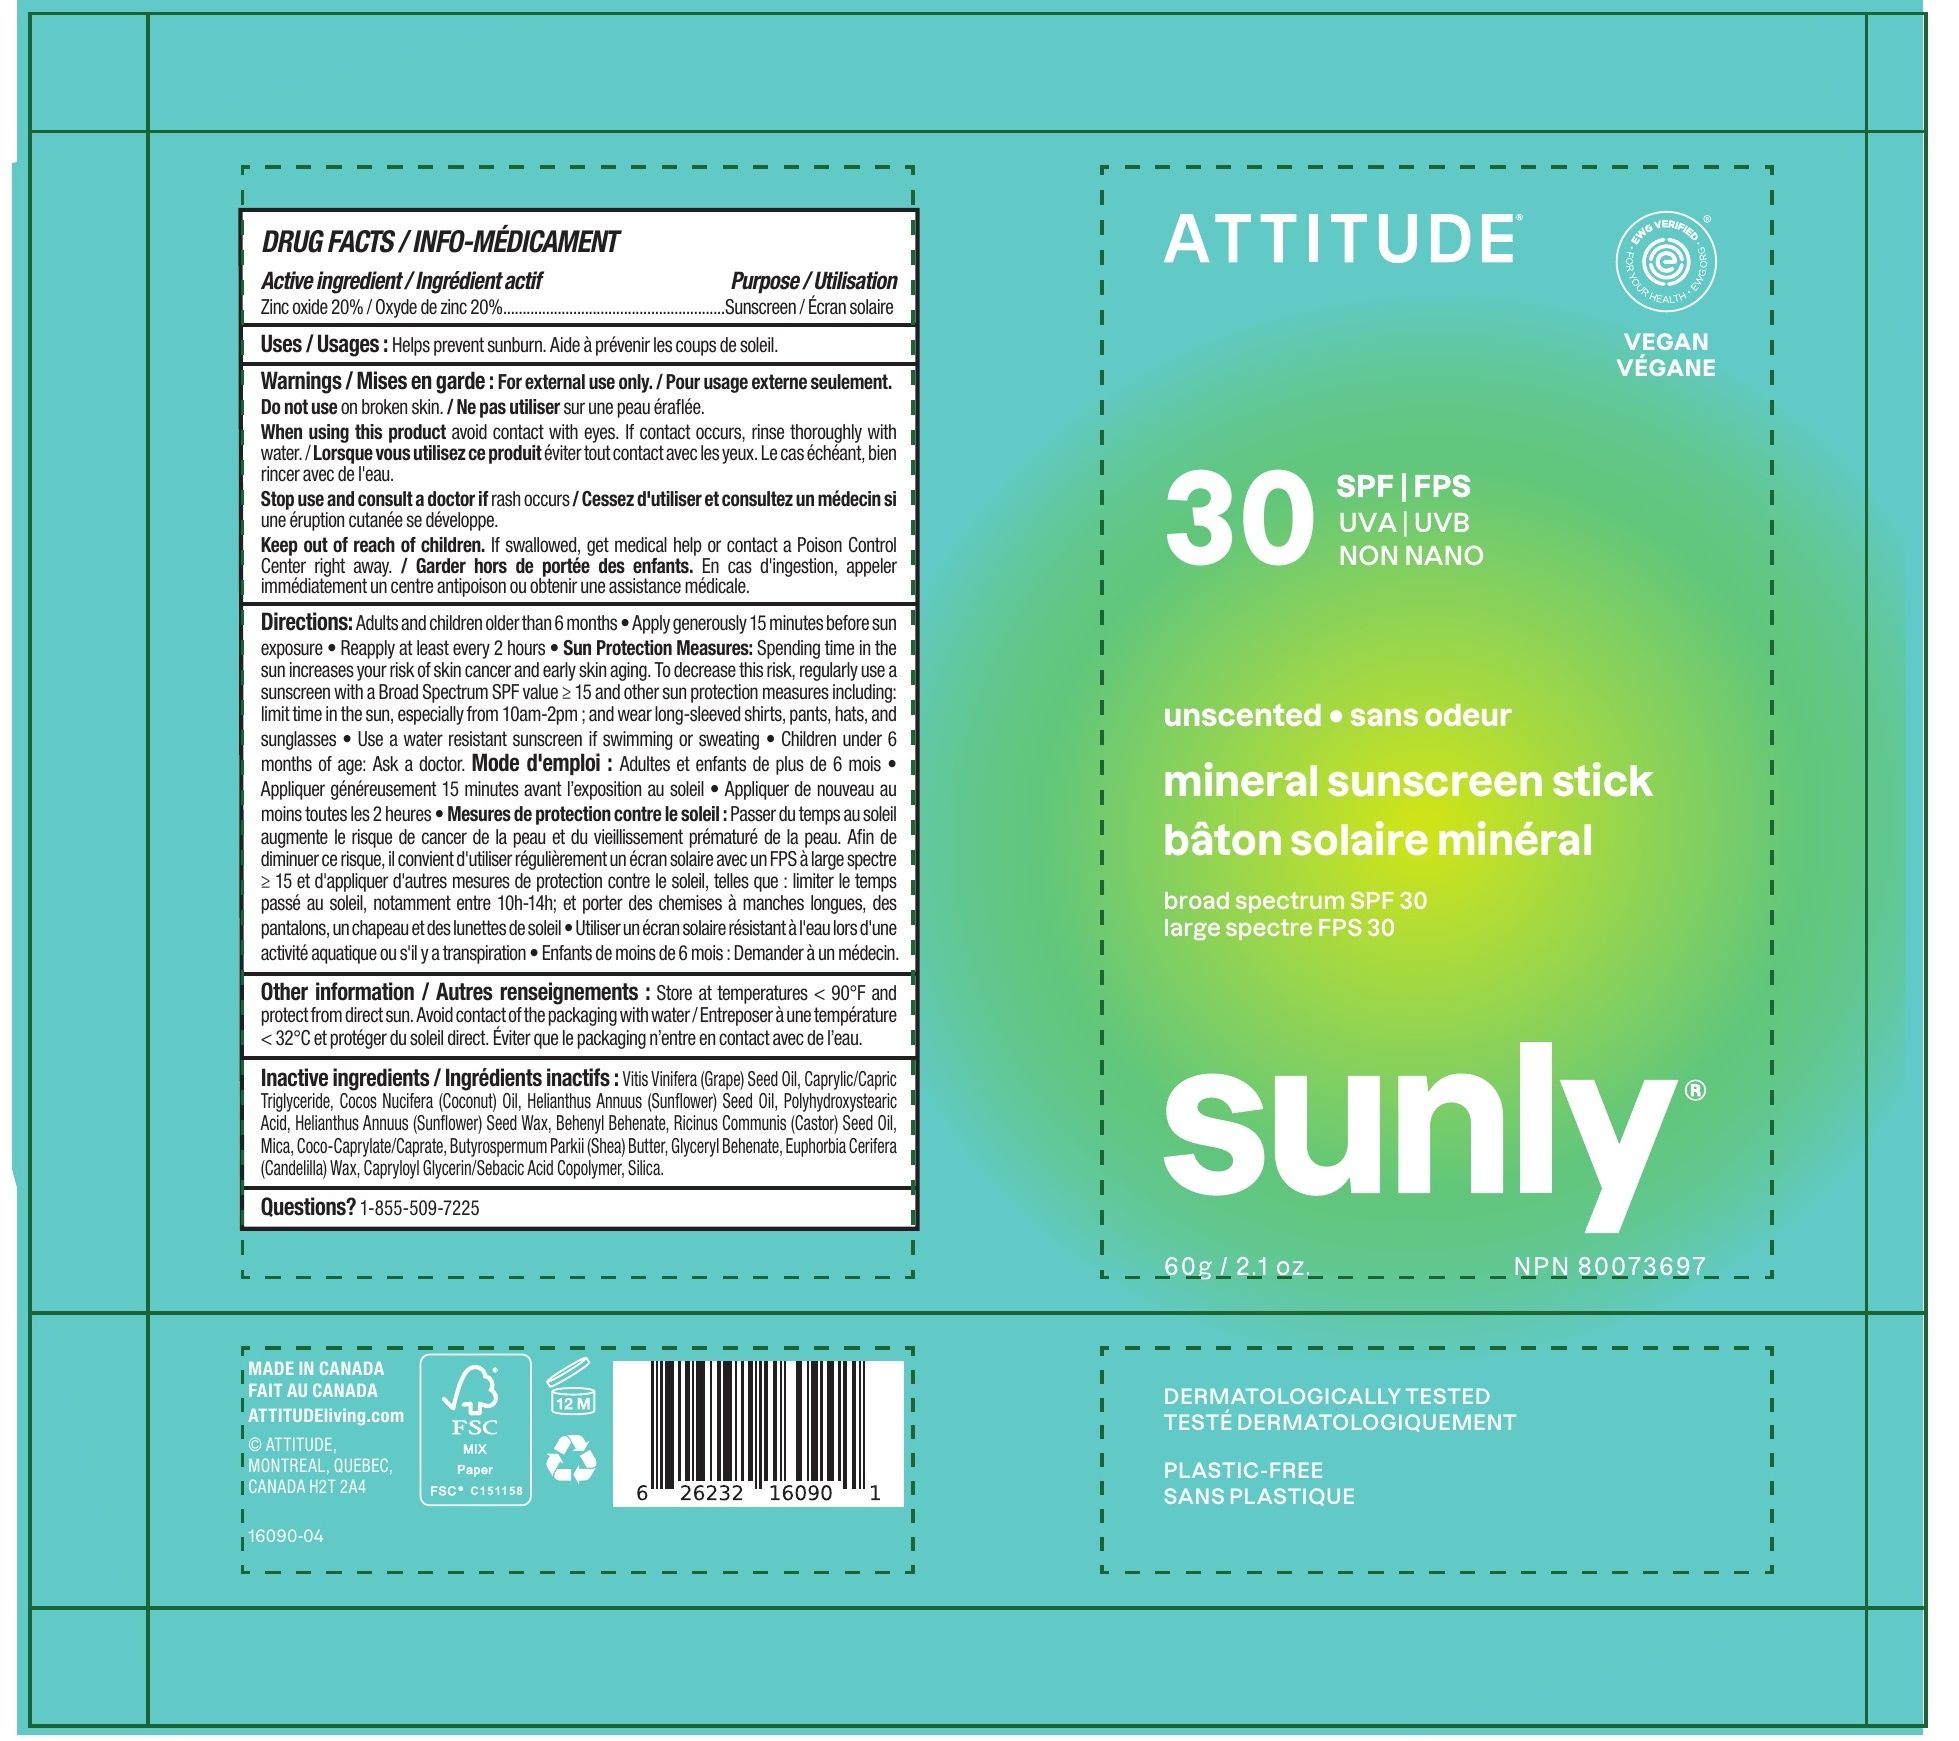 DRUG FACTS / INFO-MÉDICAMENT
Active ingredient / Ingrédient actif Purpose / Utilisation
Zinc oxide 20% / Oxyde de zinc 20%.........................................................Sunscreen / Écran solaire
Uses / Usages : Helps prevent sunburn. Aide à prévenir les coups de soleil.
Warnings / Mises en garde : For external use only. / Pour usage externe seulement.
Do not use on broken skin. / Ne pas utiliser sur une peau éraflée.
When using this product avoid contact with eyes. If contact occurs, rinse thoroughly with
water. / Lorsque vous utilisez ce produit éviter tout contact avec les yeux. Le cas échéant, bien
rincer avec de l'eau.
Stop use and consult a doctor if rash occurs / Cessez d'utiliser et consultez un médecin si
une éruption cutanée se développe.
Keep out of reach of children. If swallowed, get medical help or contact a Poison Control
Center right away. / Garder hors de portée des enfants. En cas d'ingestion, appeler
immédiatement un centre antipoison ou obtenir une assistance médicale.
Directions: Adults and children older than 6 months • Apply generously 15 minutes before sun
exposure • Reapply at least every 2 hours • Sun Protection Measures: Spending time in the
sun increases your risk of skin cancer and early skin aging. To decrease this risk, regularly use a
sunscreen with a Broad Spectrum SPF value ≥ 15 and other sun protection measures including:
limit time in the sun, especially from 10am-2pm ; and wear long-sleeved shirts, pants, hats, and
sunglasses • Use a water resistant sunscreen if swimming or sweating • Children under 6
months of age: Ask a doctor. Mode d'emploi : Adultes et enfants de plus de 6 mois •
Appliquer généreusement 15 minutes avant l’exposition au soleil • Appliquer de nouveau au
moins toutes les 2 heures • Mesures de protection contre le soleil : Passer du temps au soleil
augmente le risque de cancer de la peau et du vieillissement prématuré de la peau. Afin de
diminuer ce risque, il convient d'utiliser régulièrement un écran solaire avec un FPS à large spectre
≥ 15 et d'appliquer d'autres mesures de protection contre le soleil, telles que : limiter le temps
passé au soleil, notamment entre 10h-14h; et porter des chemises à manches longues, des
pantalons, un chapeau et des lunettes de soleil • Utiliser un écran solaire résistant à l'eau lors d'une
activité aquatique ou s'il y a transpiration • Enfants de moins de 6 mois : Demander à un médecin.
Other information / Autres renseignements : Store at temperatures < 90°F and
protect from direct sun. Avoid contact of the packaging with water / Entreposer à une température
< 32°C et protéger du soleil direct. Éviter que le packaging n’entre en contact avec de l’eau.
Inactive ingredients / Ingrédients inactifs : Vitis Vinifera (Grape) Seed Oil, Caprylic/Capric
Triglyceride, Cocos Nucifera (Coconut) Oil, Helianthus Annuus (Sunflower) Seed Oil, Polyhydroxystearic
Acid, Helianthus Annuus (Sunflower) Seed Wax, Behenyl Behenate, Ricinus Communis (Castor) Seed Oil,
Mica, Coco-Caprylate/Caprate, Butyrospermum Parkii (Shea) Butter, Glyceryl Behenate, Euphorbia Cerifera
(Candelilla) Wax, Capryloyl Glycerin/Sebacic Acid Copolymer, Silica.
Questions? 1-855-509-7225
ATTITUDE®
EWG VERIFIED • FOR YOUR HEALTH • EWG.ORG ®
VEGAN
VÉGANE
30
SPF | FPS
UVA | UVB
NON NANO
unscented • sans odeur
mineral sunscreen stick
bâton solaire minéral
broad spectrum SPF 30
large spectre FPS 30
sunly®
60g / 2.1 oz. NPN 80073697
MADE IN CANADA
FAIT AU CANADA
ATTITUDEliving.com
© ATTITUDE,
MONTREAL, QUEBEC,
CANADA H2T 2A4
16090-04
FSC
MIX
Paper
FSC® C151158
12 M
6 26232 16090 1
DERMATOLOGICALLY TESTED
TESTÉ DERMATOLOGIQUEMENT
PLASTIC-FREE
SANS PLASTIQUE